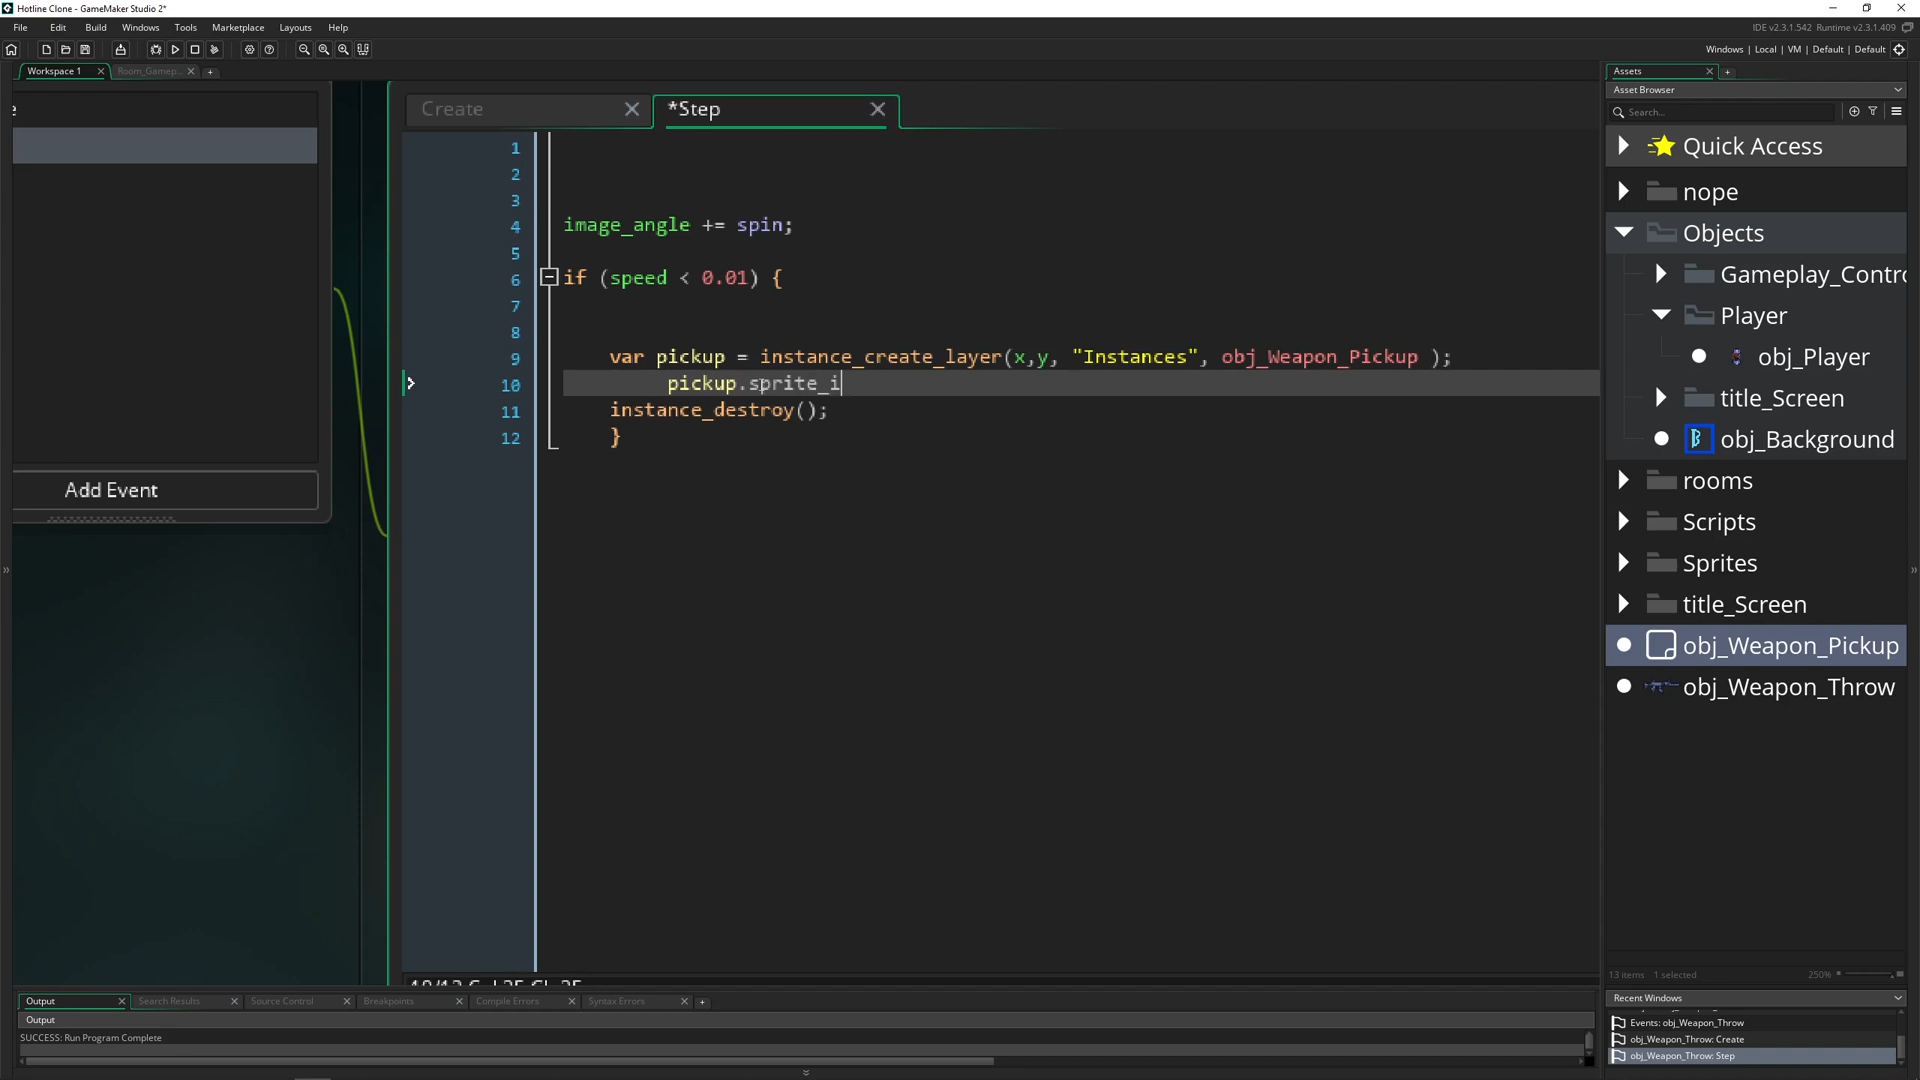 Hotline Clone - GameMaker Studio 2*
File Edit Build Windows Tools Marketplace Layouts Help
IDE v2.3.1.542 Runtime v2.3.1.409
Windows | Local | VM | Default | Default
Workspace 1
Room_Gamep...
Assets
Asset Browser
Search...
Create
*Step
Add Event
1
2
3
4 image_angle += spin;
5
6 if (speed < 0.01) {
7
8
9 var pickup = instance_create_layer(x,y, "Instances", obj_Weapon_Pickup );
10 pickup.sprite_i
11 instance_destroy();
12 }
Quick Access
nope
Objects
Gameplay_Contro
Player
obj_Player
title_Screen
obj_Background
rooms
Scripts
Sprites
title_Screen
obj_Weapon_Pickup
obj_Weapon_Throw
13 items 1 selected
250%
Output Search Results Source Control Breakpoints Compile Errors Syntax Errors
Output
SUCCESS: Run Program Complete
Recent Windows
Events: obj_Weapon_Throw
obj_Weapon_Throw: Create
obj_Weapon_Throw: Step